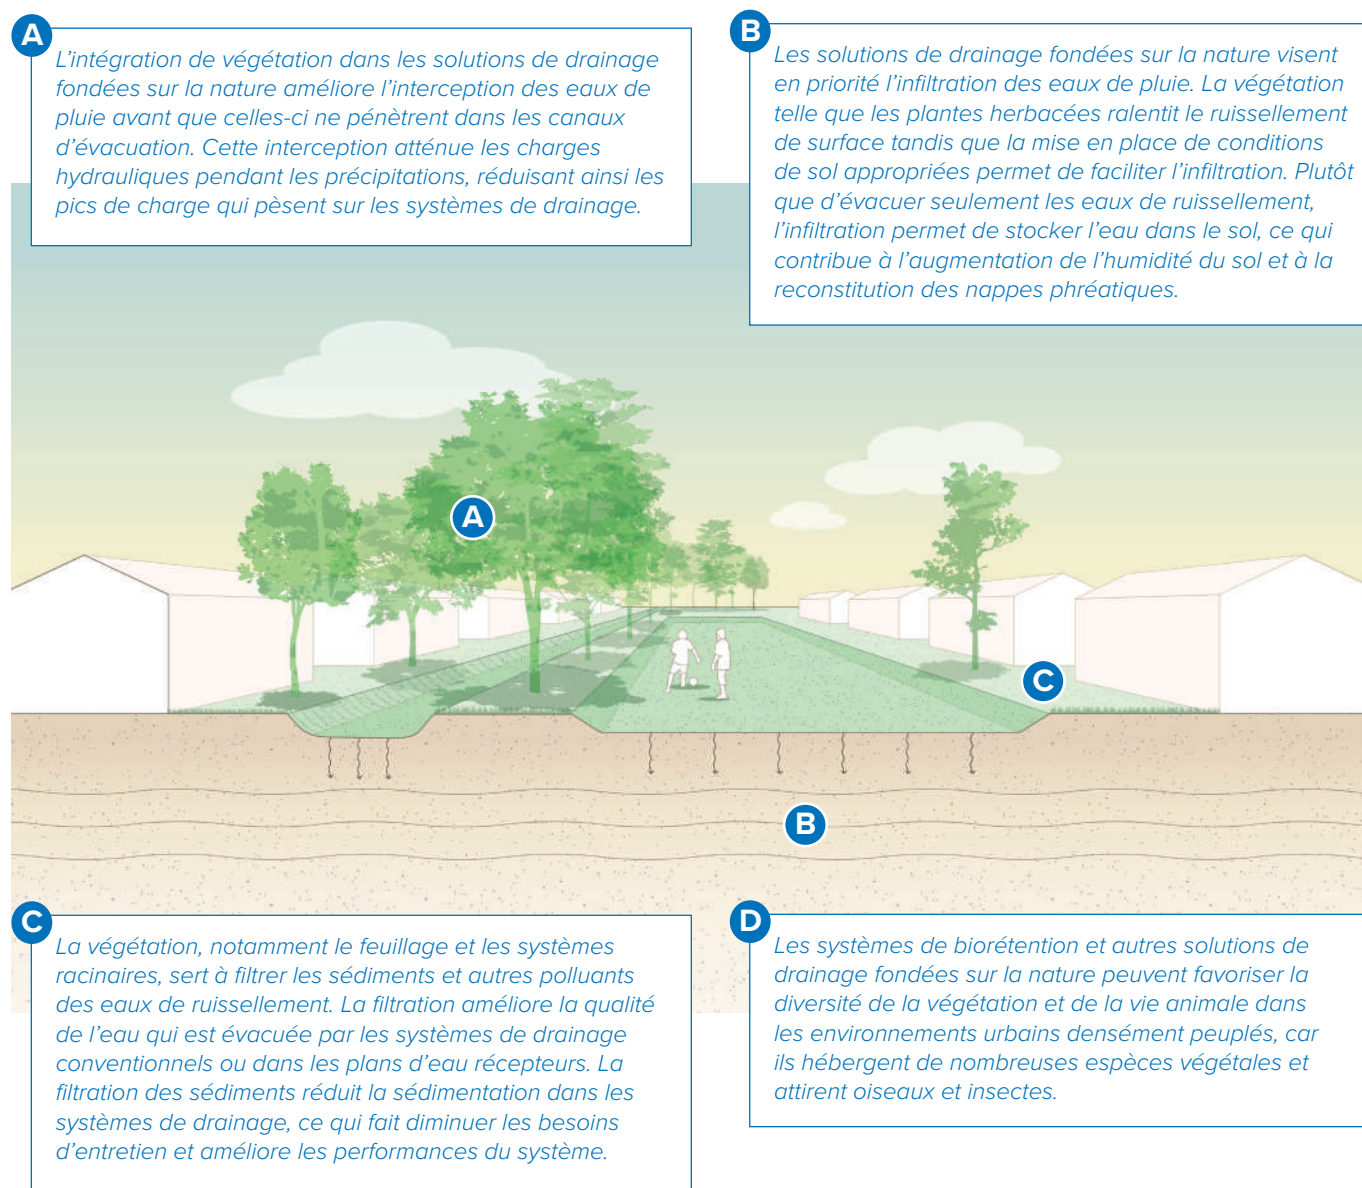 A
L’intégration de végétation dans les solutions de drainage
fondées sur la nature améliore l’interception des eaux de
pluie avant que celles-ci ne pénètrent dans les canaux
d’évacuation. Cette interception atténue les charges
hydrauliques pendant les précipitations, réduisant ainsi les
pics de charge qui pèsent sur les systèmes de drainage.
B
Les solutions de drainage fondées sur la nature visent
en priorité l’infiltration des eaux de pluie. La végétation
telle que les plantes herbacées ralentit le ruissellement
de surface tandis que la mise en place de conditions
de sol appropriées permet de faciliter l’infiltration. Plutôt
que d’évacuer seulement les eaux de ruissellement,
l’infiltration permet de stocker l’eau dans le sol, ce qui
contribue à l’augmentation de l’humidité du sol et à la
reconstitution des nappes phréatiques.
A
C
B
C
La végétation, notamment le feuillage et les systèmes
racinaires, sert à filtrer les sédiments et autres polluants
des eaux de ruissellement. La filtration améliore la qualité
de l’eau qui est évacuée par les systèmes de drainage
conventionnels ou dans les plans d’eau récepteurs. La
filtration des sédiments réduit la sédimentation dans les
systèmes de drainage, ce qui fait diminuer les besoins
d’entretien et améliore les performances du système.
D
Les systèmes de biorétention et autres solutions de
drainage fondées sur la nature peuvent favoriser la
diversité de la végétation et de la vie animale dans
les environnements urbains densément peuplés, car
ils hébergent de nombreuses espèces végétales et
attirent oiseaux et insectes.